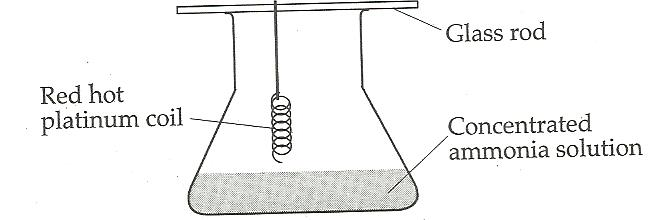 Glass rod
Red hot
platinum coil
Concentrated
ammonia solution